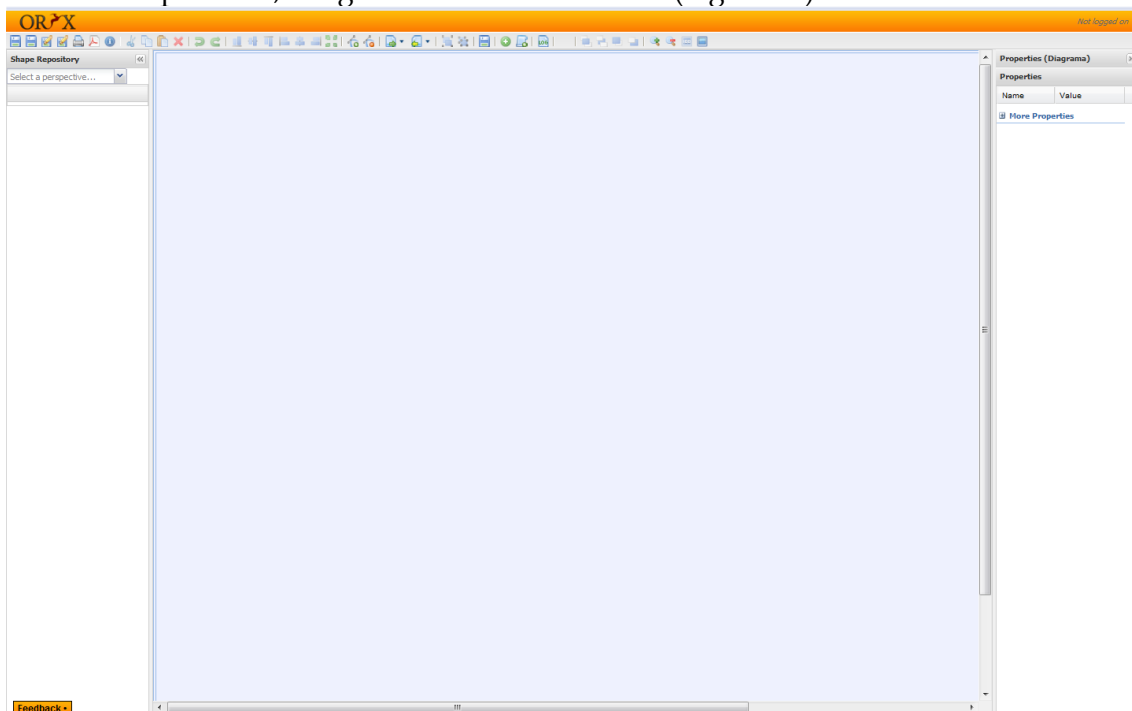 ORYX
Not logged on
Shape Repository
Select a perspective...
Properties (Diagrama)
Properties
Name Value
More Properties
Feedback